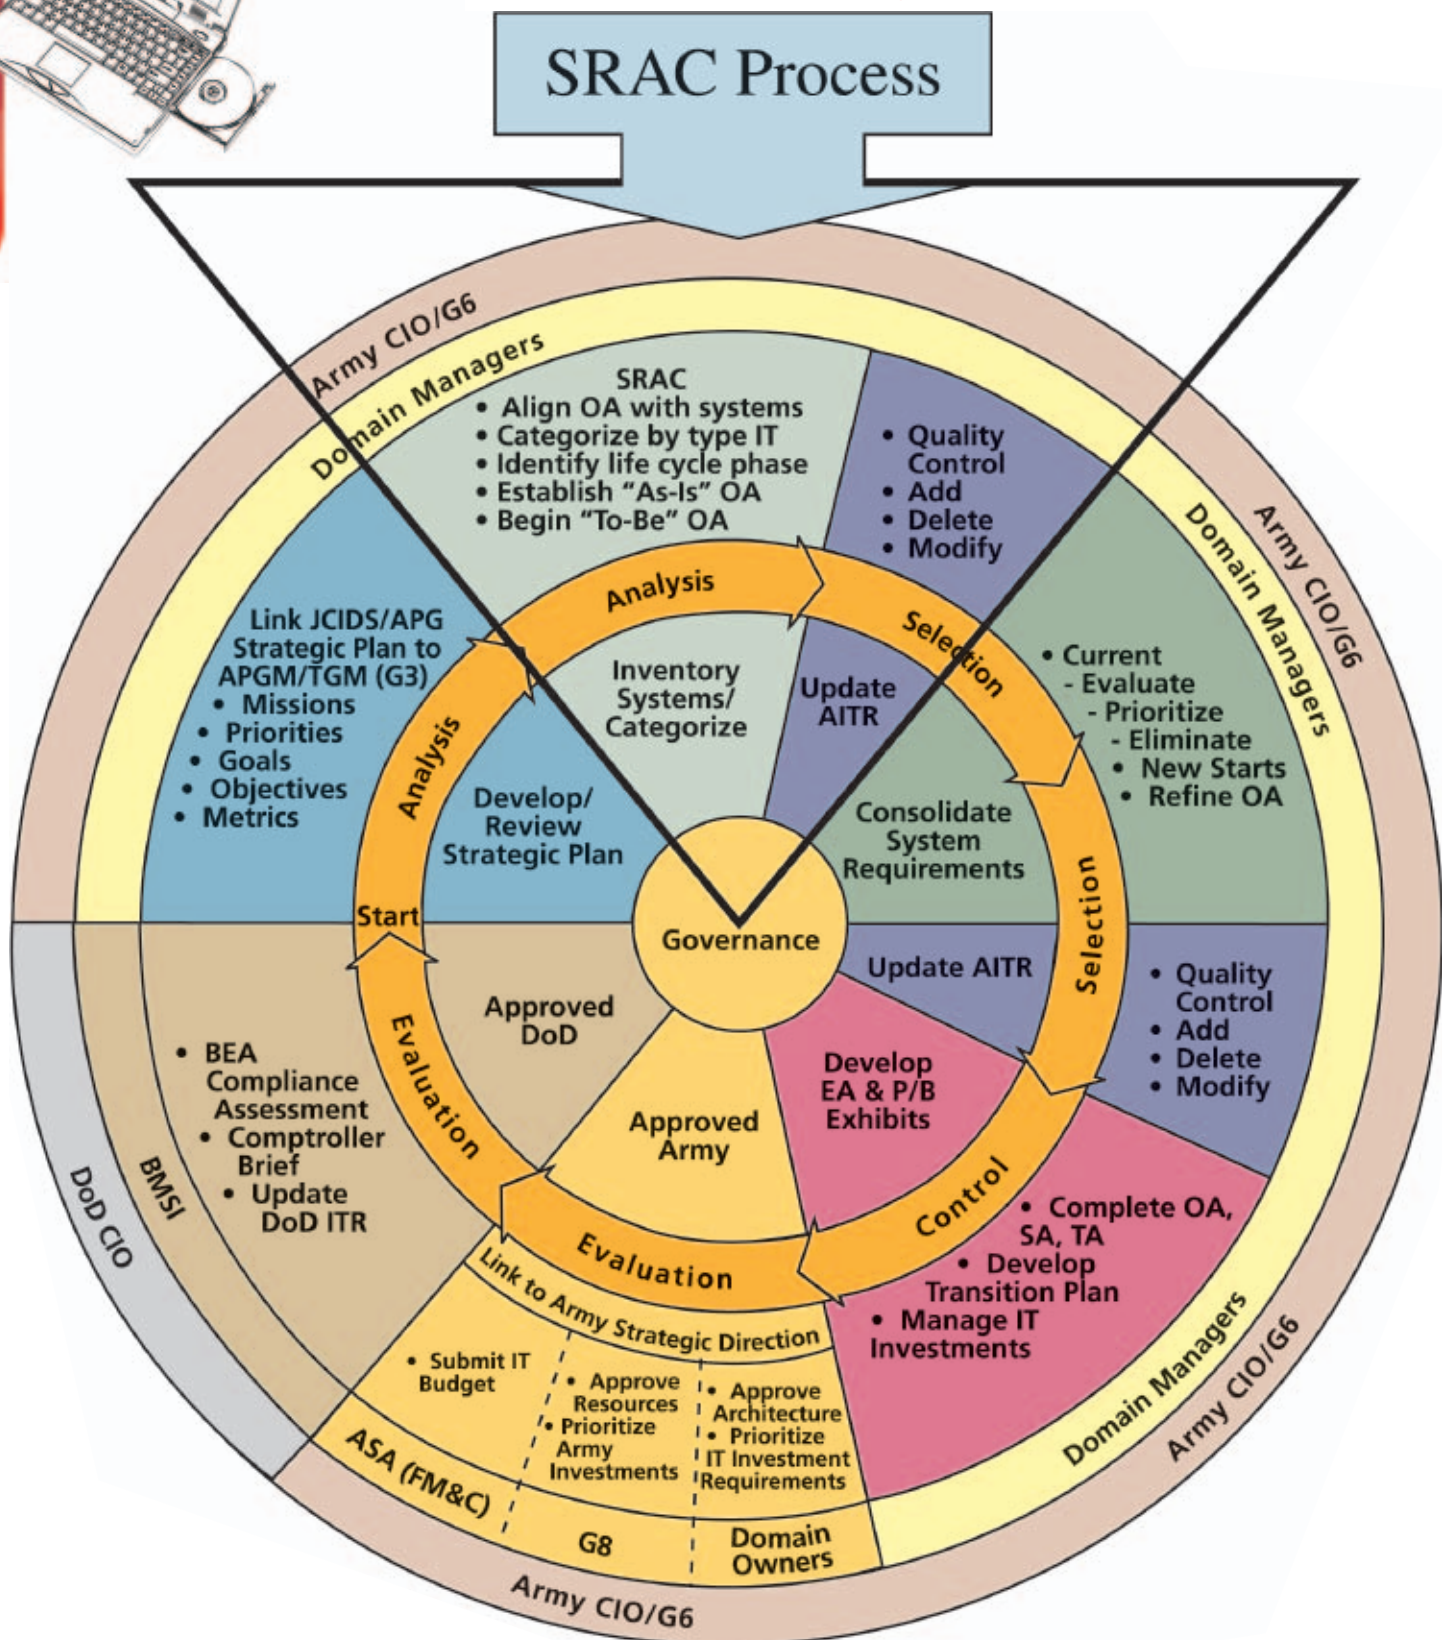 SRAC Process
Army CIO/G6
Domain Managers
SRAC
• Align OA with systems
• Categorize by type IT
• Identify life cycle phase
• Establish “As-Is” OA
• Begin “To-Be” OA
• Quality
Control
• Add
• Delete
• Modify
Army CIO/G6
Domain Managers
Analysis
Selection
Inventory
Systems/
Categorize
Update
AITR
Link JCIDS/APG
Strategic Plan to
APGM/TGM (G3)
• Missions
• Priorities
• Goals
• Objectives
• Metrics
Analysis
Develop/
Review
Strategic Plan
Start
• Current
- Evaluate
- Prioritize
- Eliminate
• New Starts
• Refine OA
Consolidate
System
Requirements
Selection
Governance
Update AITR
• Quality
Control
• Add
• Delete
• Modify
Approved
DoD
Evaluation
• BEA
Compliance
Assessment
• Comptroller
Brief
• Update
DoD ITR
BMSI
DoD CIO
Develop
EA & P/B
Exhibits
Control
• Complete OA,
SA, TA
• Develop
Transition Plan
• Manage IT
Investments
Domain Managers
Army CIO/G6
Approved
Army
Evaluation
Link to Army Strategic Direction
• Submit IT
Budget
• Approve
Resources
• Prioritize
Army
Investments
• Approve
Architecture
• Prioritize
IT Investment
Requirements
ASA (FM&C)
G8
Domain
Owners
Army CIO/G6